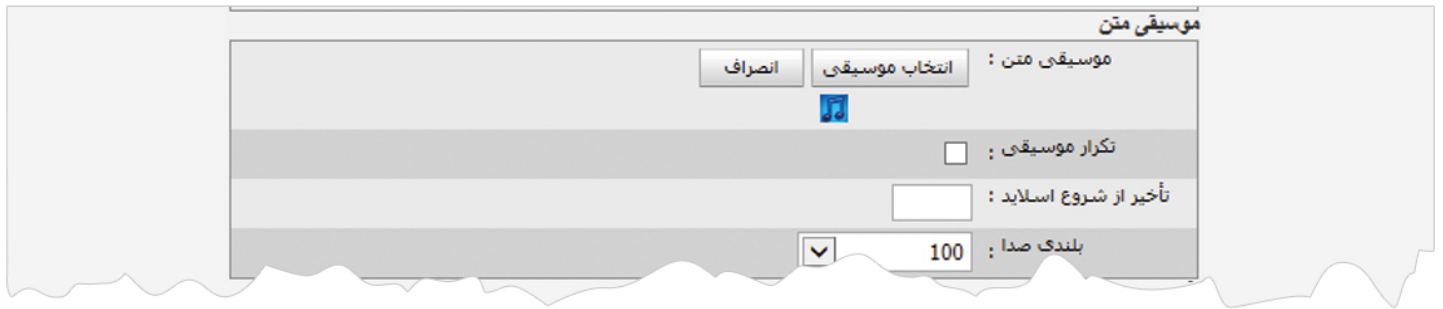 موسیقی متن
موسیقی متن : انتخاب موسیقی انصراف
تکرار موسیقی :
تأخیر از شروع اسلاید :
بلندی صدا : 100